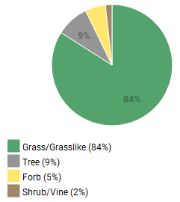 9%
84%
Grass/Grasslike (84%)
Tree (9%)
Forb (5%)
Shrub/Vine (2%)